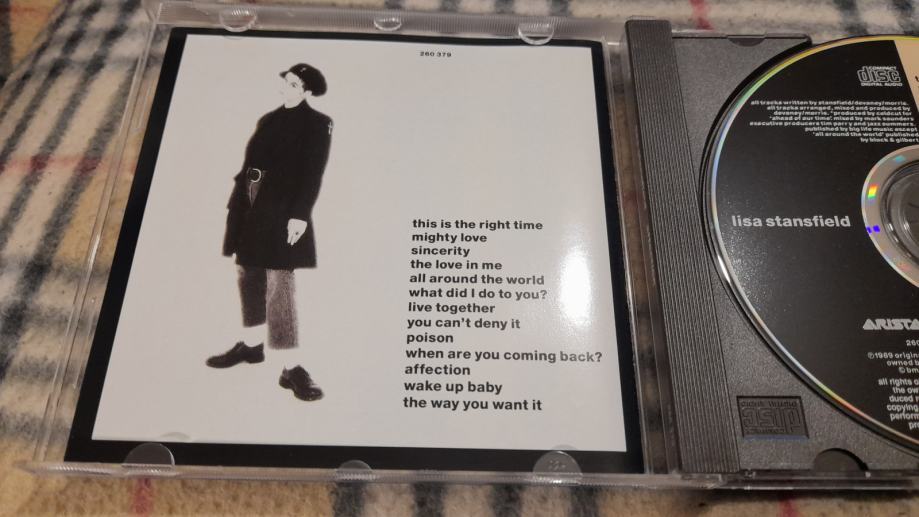 260 379
this is the right time
mighty love
sincerity
the love in me
all around the world
what did I do to you?
live together
you can't deny it
poison
when are you coming back?
affection
wake up baby
the way you want it
COMPACT
disc
DIGITAL AUDIO
all tracks written by stansfield/devaney/morris.
all tracks arranged, mixed and produced by
devaney/morris. *produced by coldcut for
'ahead of our time'. mixed by mark saunders
executive producers tim parry and jazz summers.
published by big life music except
'all around the world' published
by block & gilbert
lisa stansfield
ARISTA
260
℗1989 origin
owned b
© bm
all rights o
the ow
duced r
copying
perform
pr